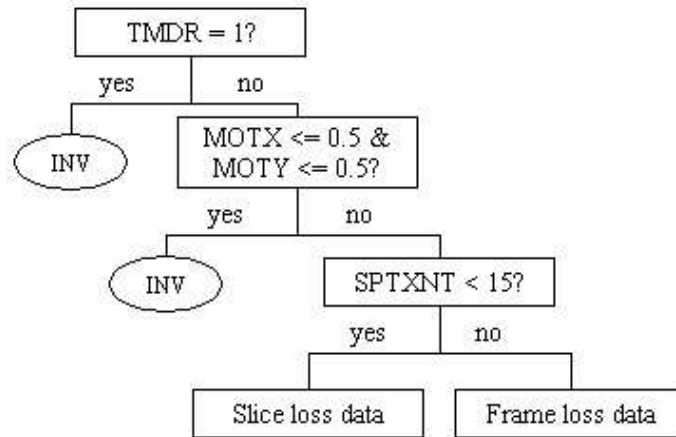 TMDR = 1?
yes no
INV
MOTX <= 0.5 &
MOTY <= 0.5?
yes no
INV
SPTXNT < 15?
yes no
Slice loss data
Frame loss data